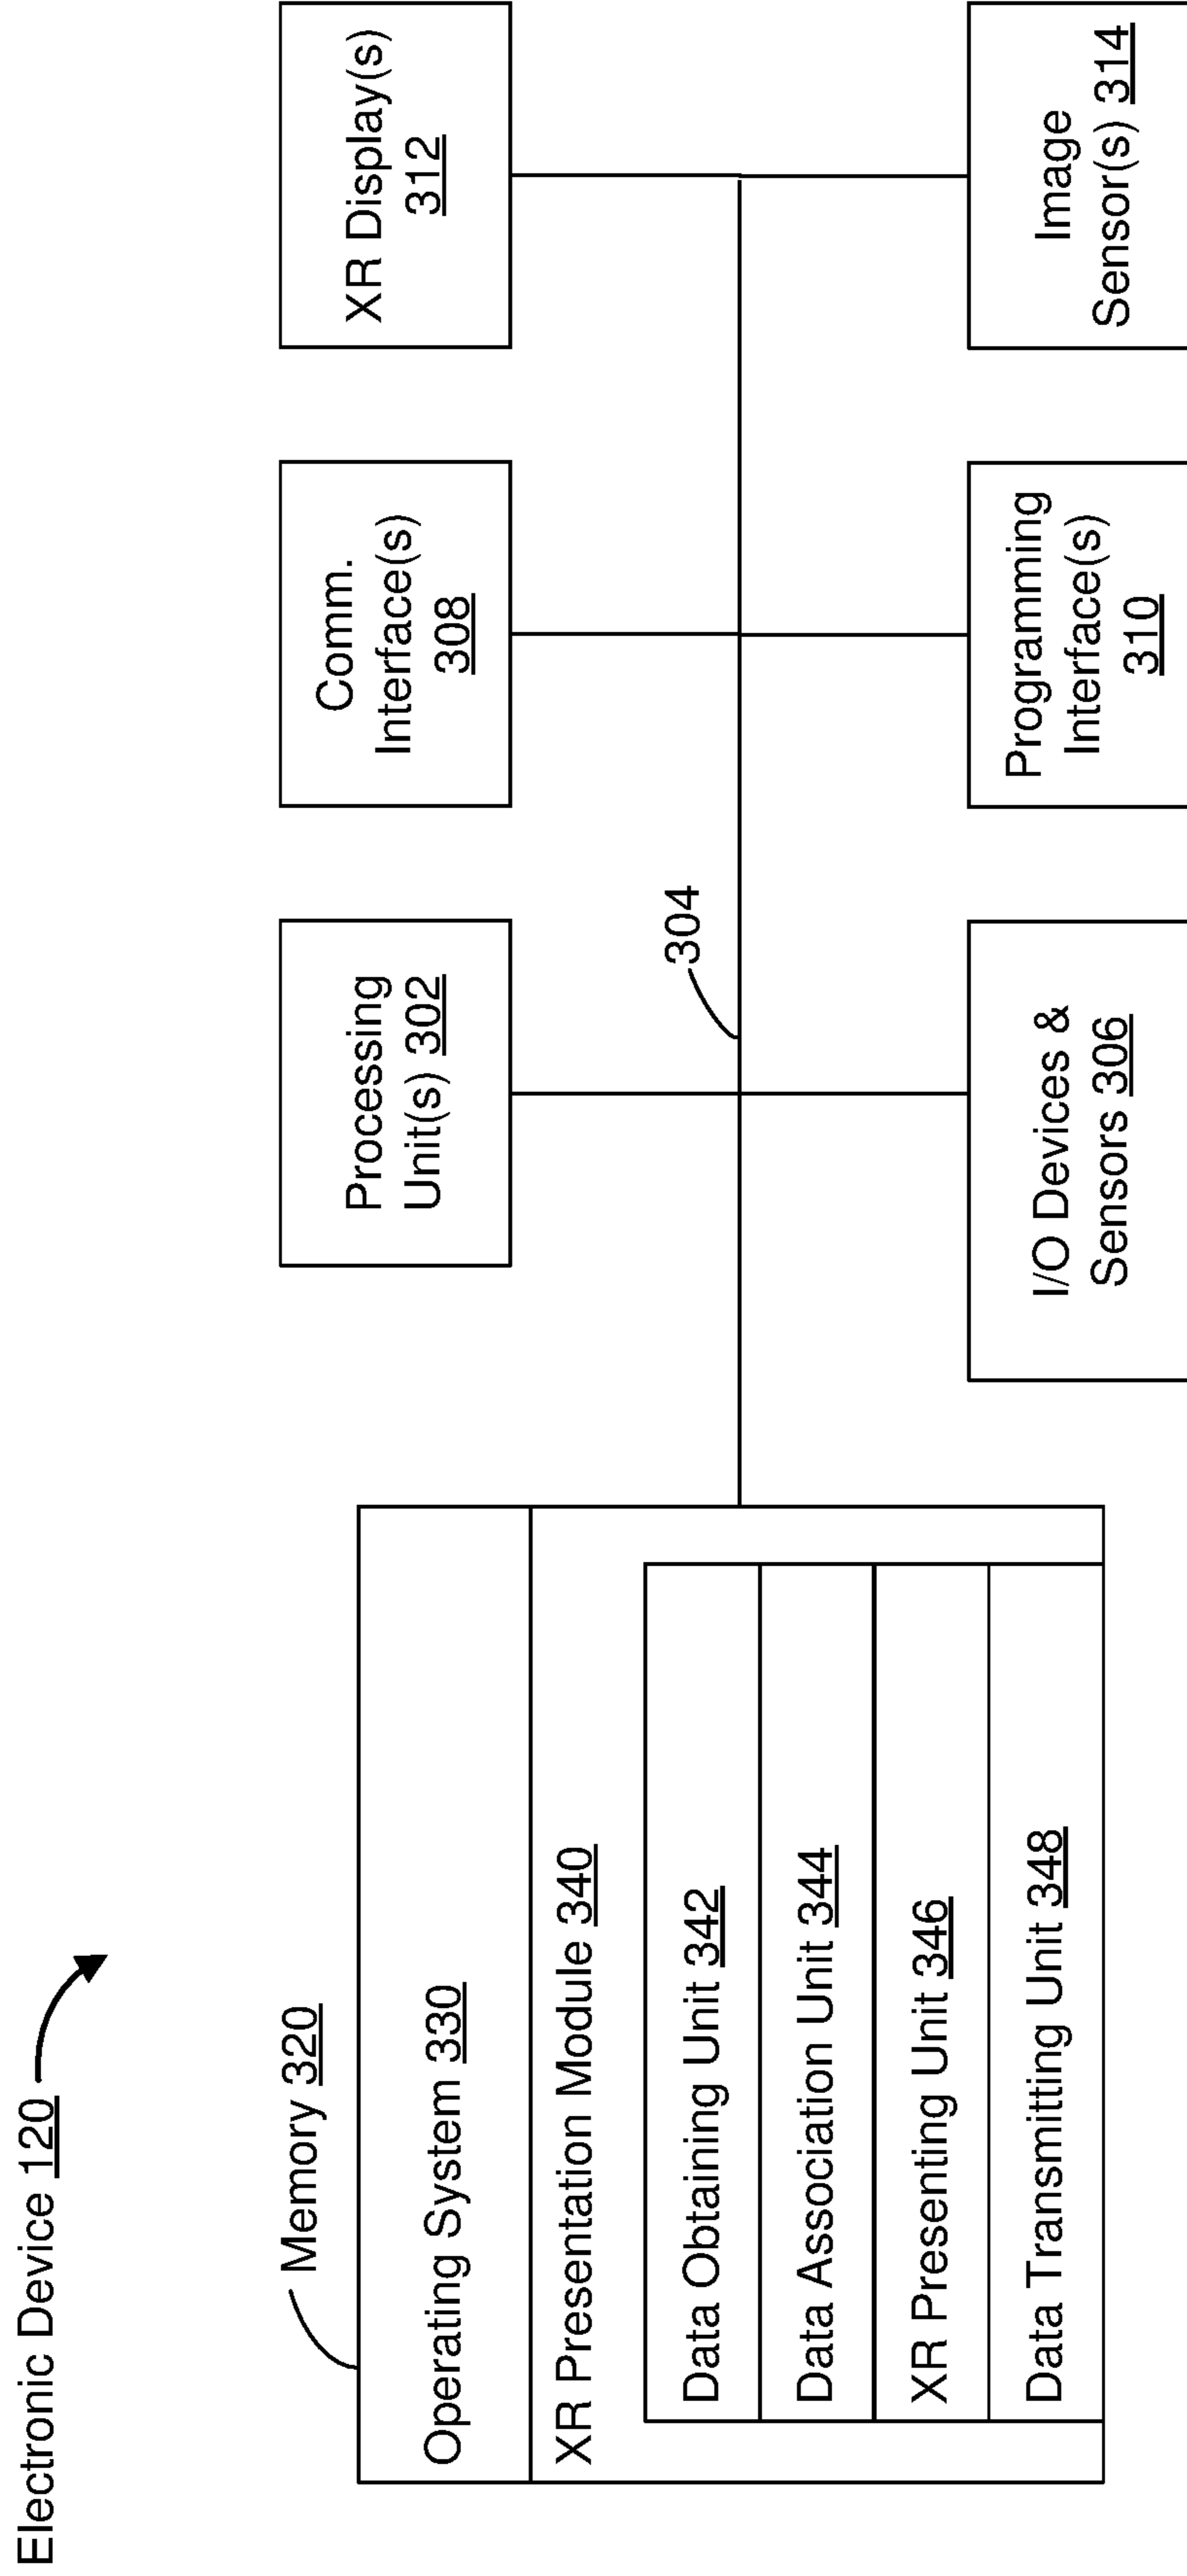 Electronic Device 120
Memory 320
Operating System 330
XR Presentation Module 340
Data Obtaining Unit 342
Data Association Unit 344
XR Presenting Unit 346
Data Transmitting Unit 348
Processing
Unit(s) 302
Comm.
Interface(s)
308
XR Display(s)
312
304
I/O Devices &
Sensors 306
Programming
Interface(s)
310
Image
Sensor(s) 314